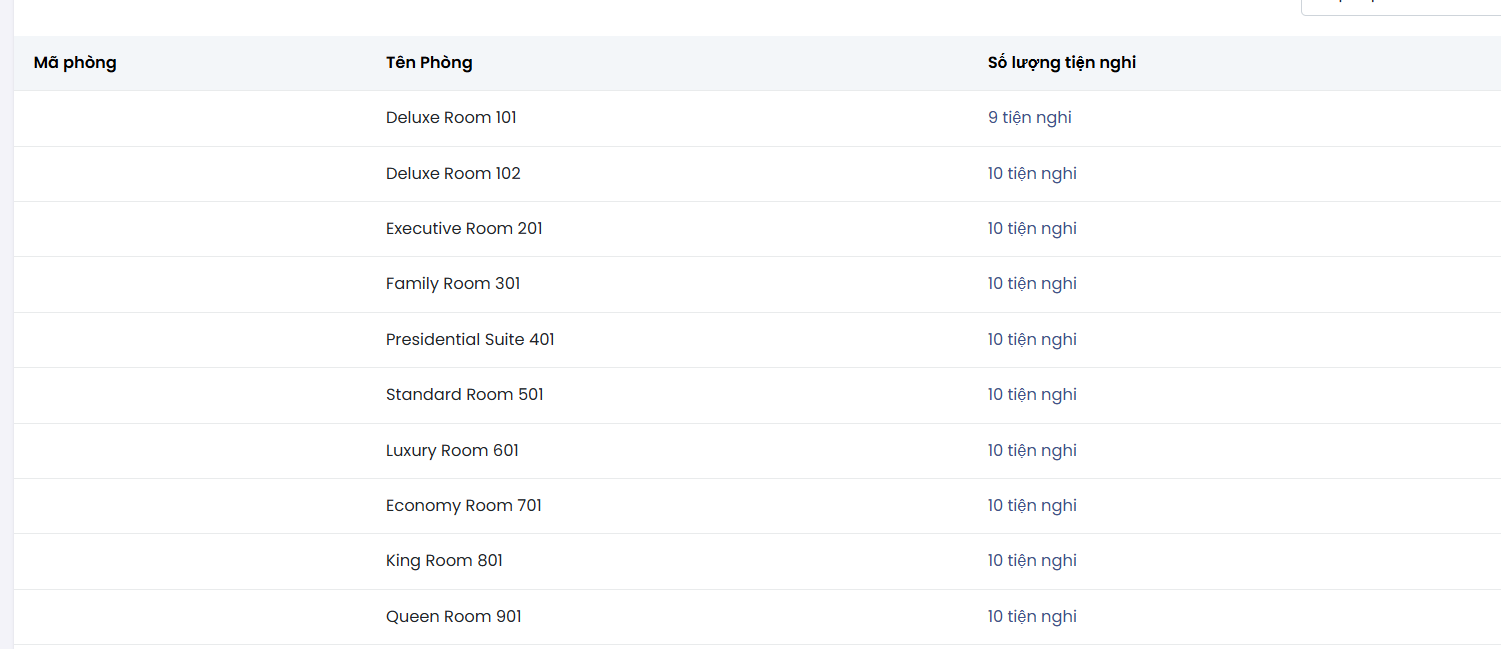 Mã phòng Tên Phòng Số lượng tiện nghi
Deluxe Room 101 9 tiện nghi
Deluxe Room 102 10 tiện nghi
Executive Room 201 10 tiện nghi
Family Room 301 10 tiện nghi
Presidential Suite 401 10 tiện nghi
Standard Room 501 10 tiện nghi
Luxury Room 601 10 tiện nghi
Economy Room 701 10 tiện nghi
King Room 801 10 tiện nghi
Queen Room 901 10 tiện nghi